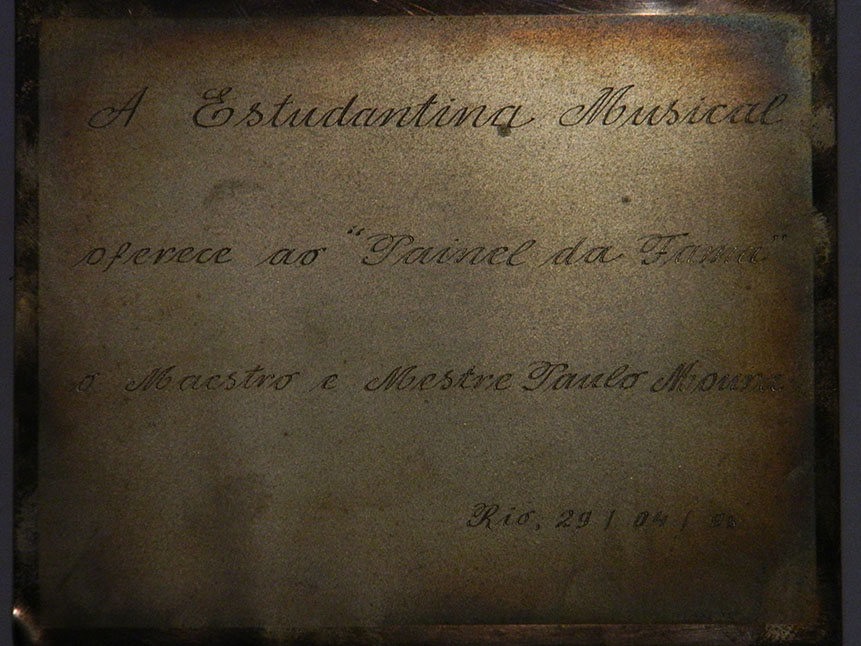 A Estudantina Musical
oferece ao "Painel da Fama"
o Maestro e Mestre Paulo Moura
Rio, 29 / 04 /